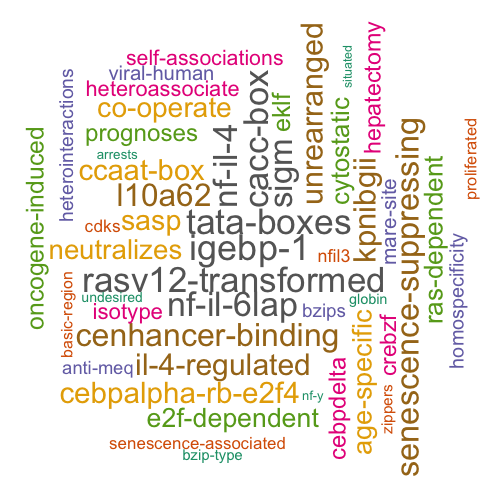 self-associations
viral-human
heteroassociate
co-operate
prognoses
arrests
ccaat-box
l10a62
cdks
sasp
neutralizes
tata-boxes
igebp-1
nfil3
rasv12-transformed
undesired
isotype
nf-il-6lap
bzips
globin
cenhancer-binding
anti-meq
il-4-regulated
cebpalpha-rb-e2f4
nf-y
e2f-dependent
senescence-associated
bzip-type
oncogene-induced
heterointeractions
basic-region
nf-il-4
cacc-box
sigm
eklf
unrearranged
cytostatic
situated
hepatectomy
kpnibgii
mare-site
senescence-suppressing
ras-dependent
homospecificity
proliferated
cebpdelta
age-specific
crebzf
zippers